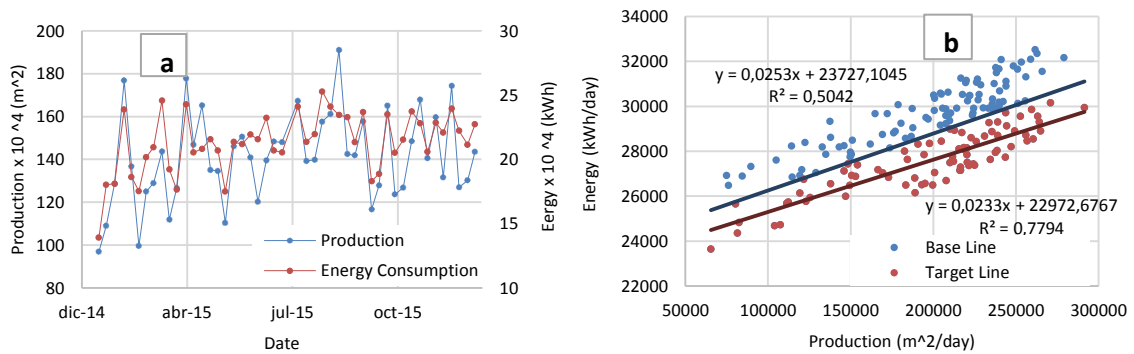 a
Production x 10 ^4 (m^2)
200
180
160
140
120
100
80
30
25
20
15
10
Eergy x 10 ^4 (kWh)
Production
Energy Consumption
dic-14
abr-15
jul-15
oct-15
Date
b
Energy (kWh/day)
34000
32000
30000
28000
26000
24000
22000
y = 0,0253x + 23727,1045
R² = 0,5042
y = 0,0233x + 22972,6767
R² = 0,7794
Base Line
Target Line
50000
100000
150000
200000
250000
300000
Production (m^2/day)